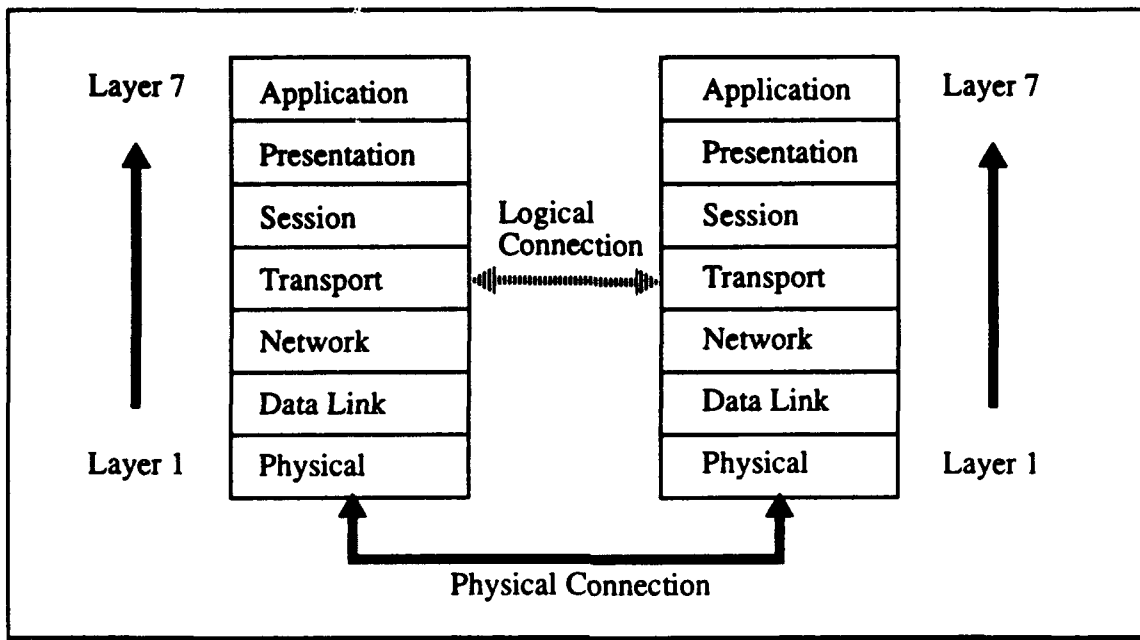 Layer 7
Application
Presentation
Session
Transport
Network
Data Link
Physical
Layer 1
Logical
Connection
Application
Presentation
Session
Transport
Network
Data Link
Physical
Layer 7
Layer 1
Physical Connection